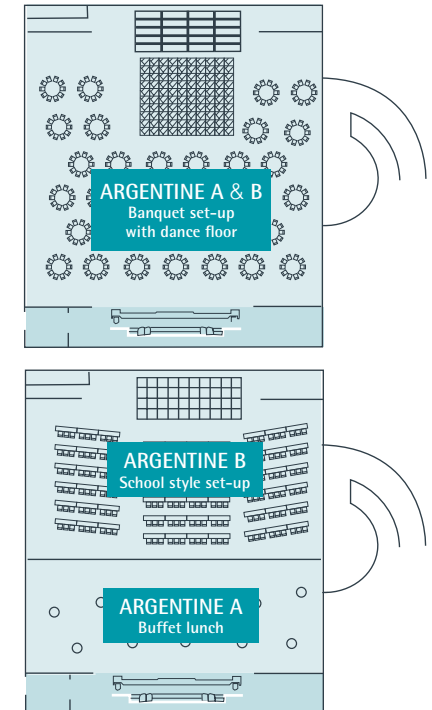 ARGENTINE A & B
Banquet set-up
with dance floor
ARGENTINE B
School style set-up
ARGENTINE A
Buffet lunch